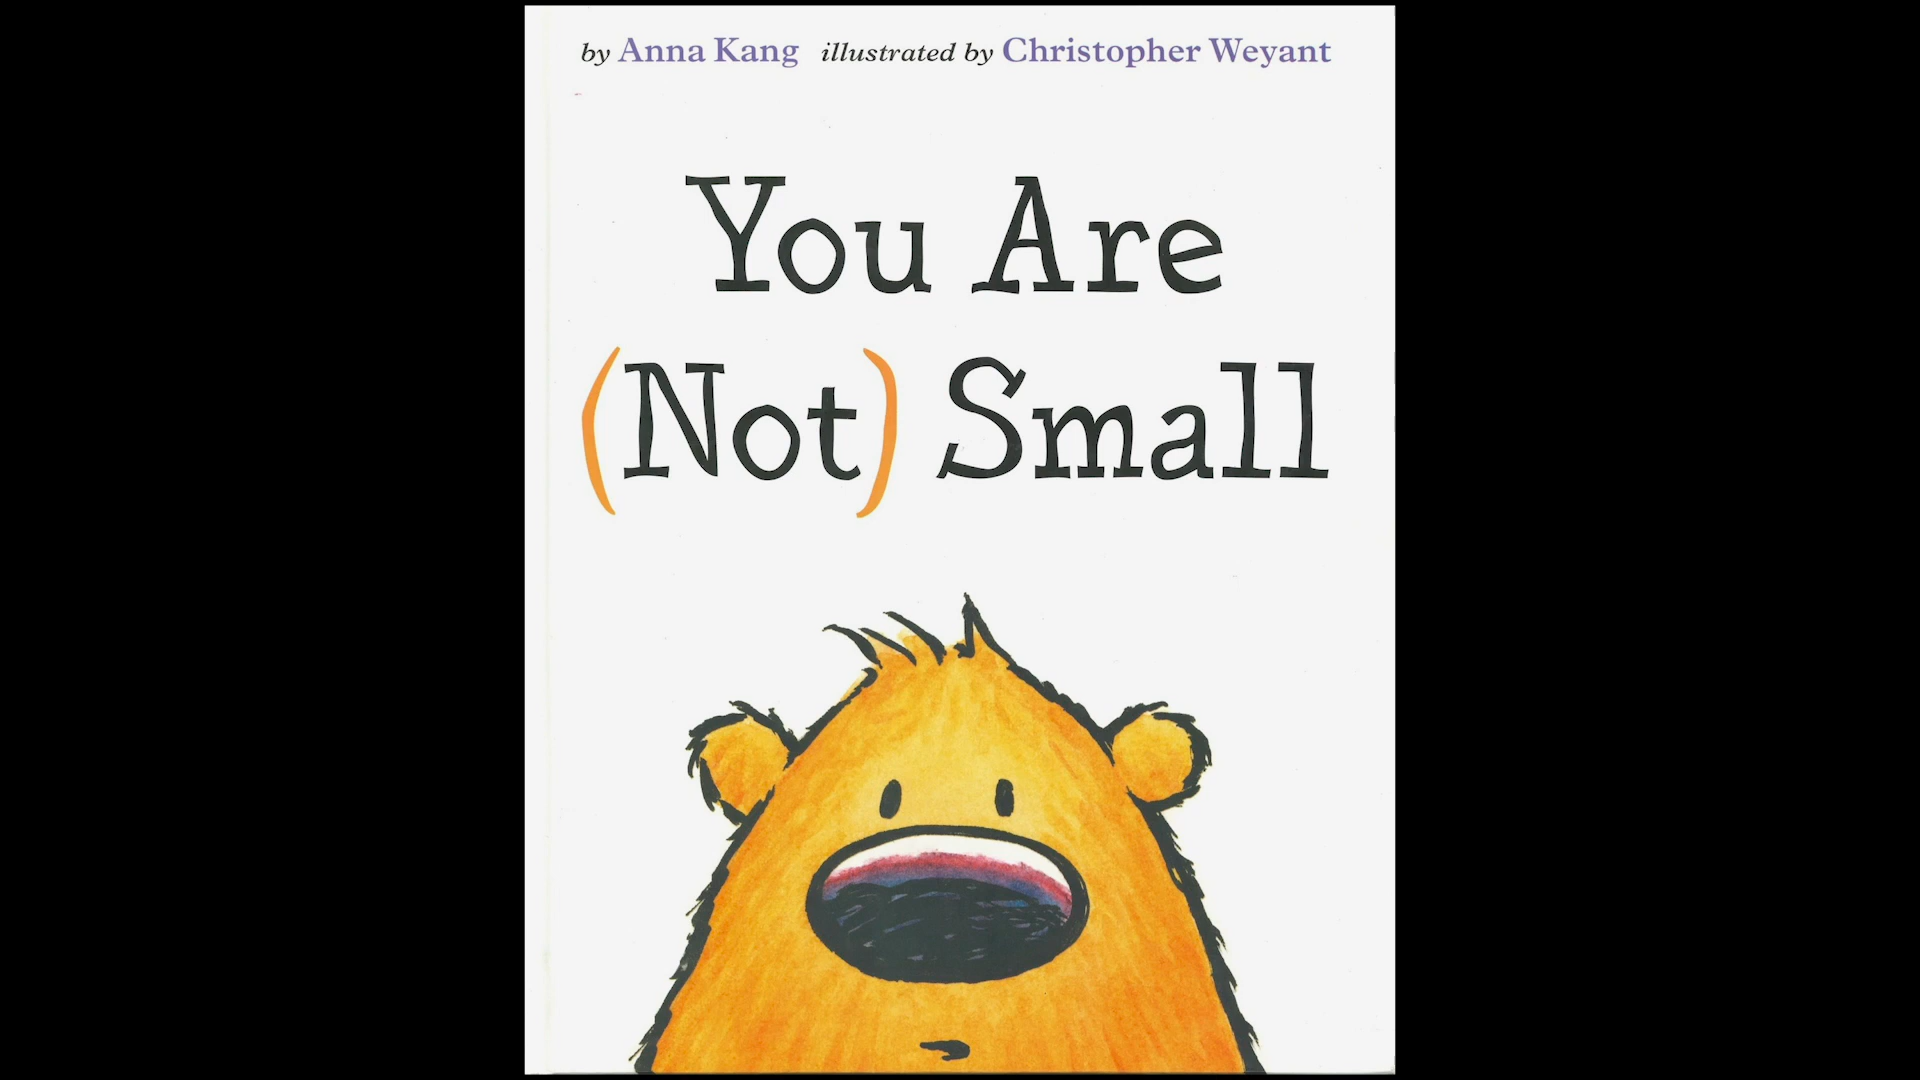 by Anna Kang illustrated by Christopher Weyant
You Are
(Not) Small